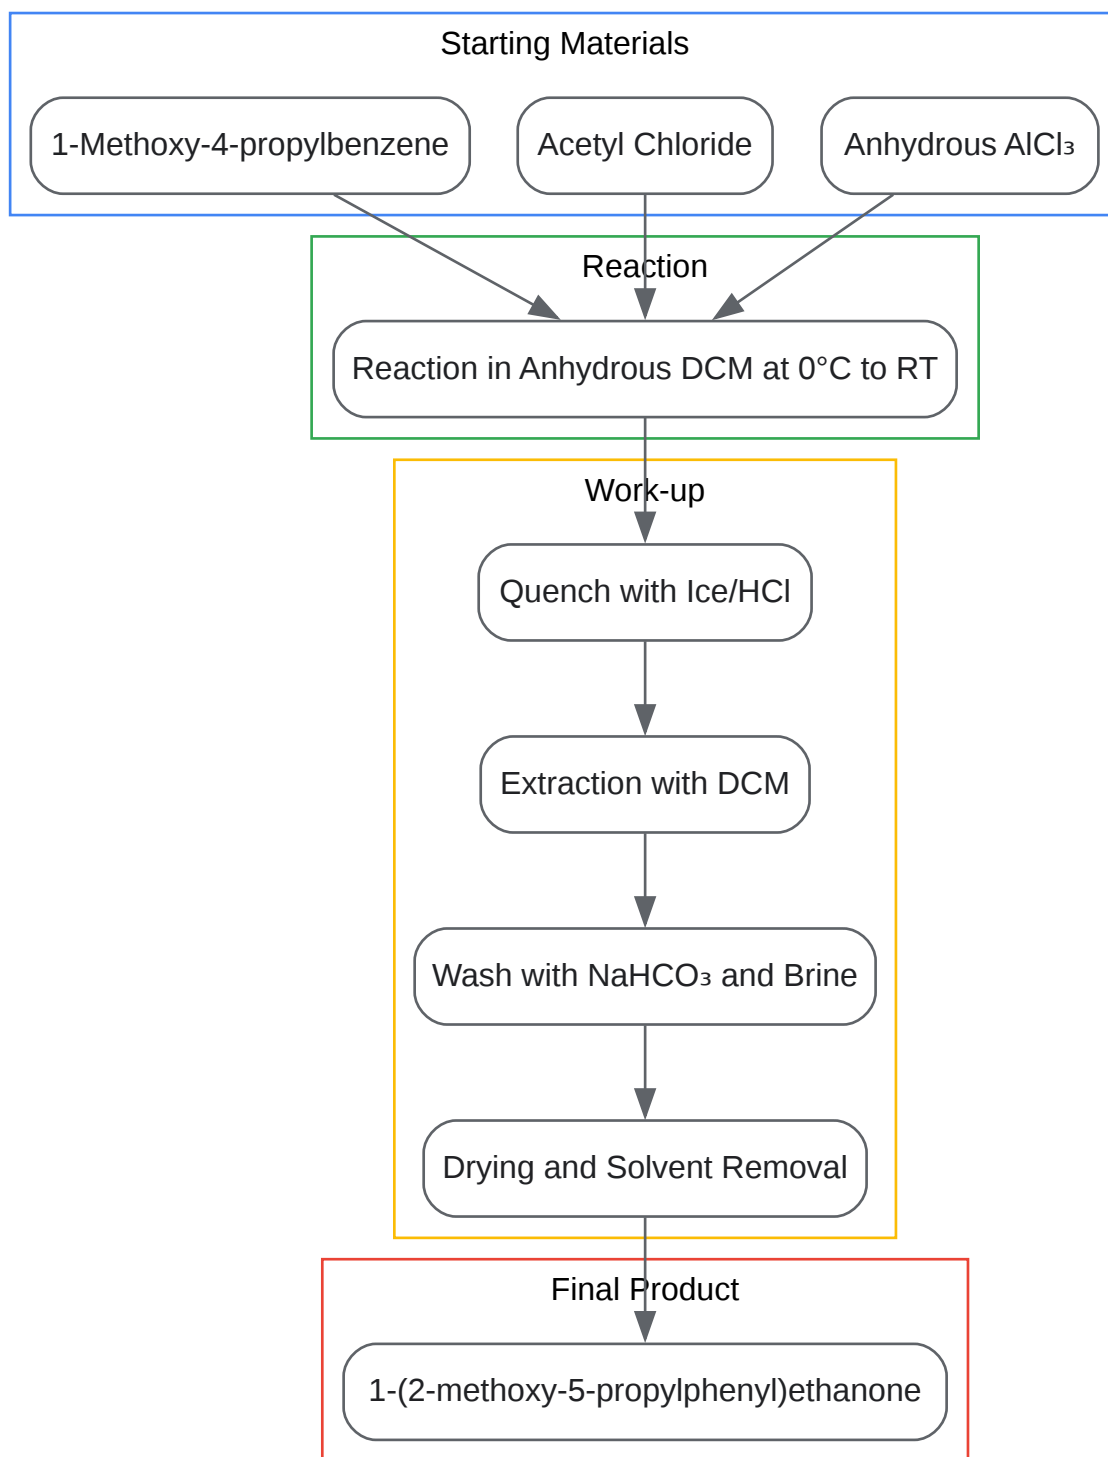 Starting Materials
1-Methoxy-4-propylbenzene
Acetyl Chloride
Anhydrous AlCl₃
Reaction
Reaction in Anhydrous DCM at 0°C to RT
Work-up
Quench with Ice/HCl
Extraction with DCM
Wash with NaHCO₃ and Brine
Drying and Solvent Removal
Final Product
1-(2-methoxy-5-propylphenyl)ethanone